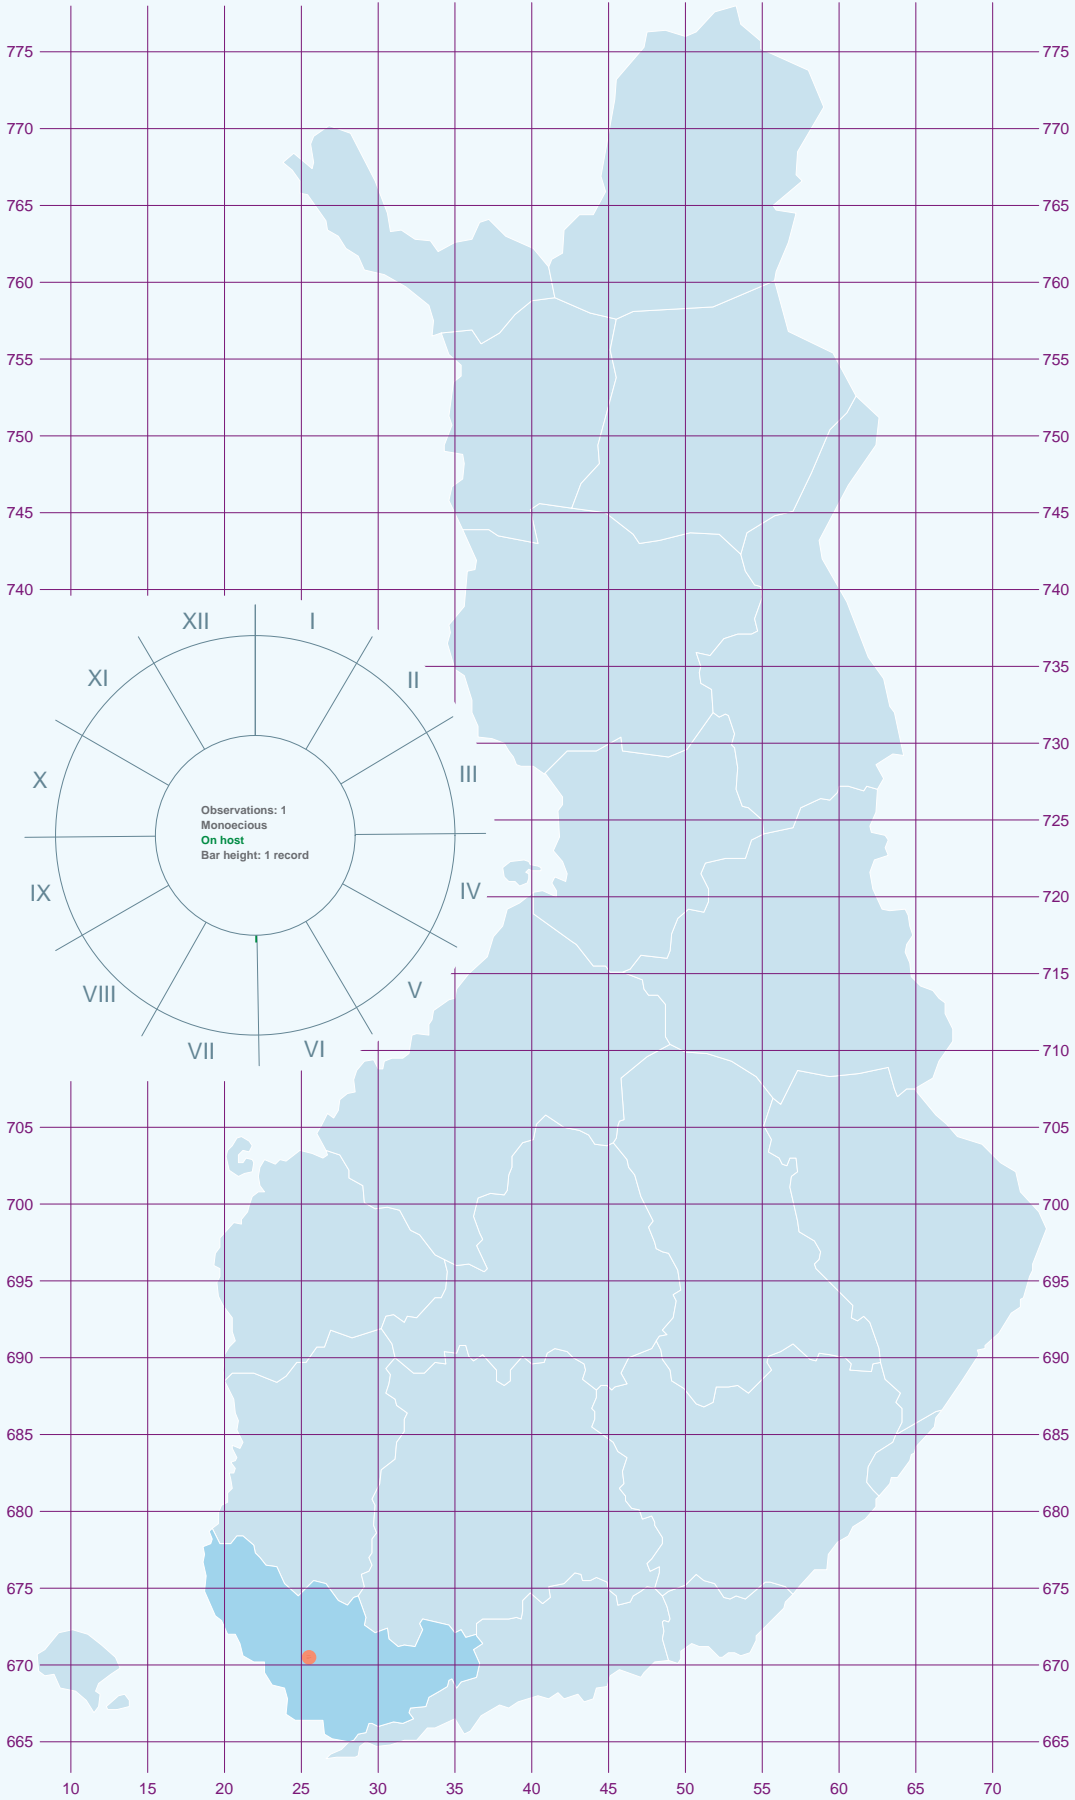 775 775
770 770
765 765
760 760
755 755
750 750
745 745
740 740
XII I
XI II
735
730
X III
Observations: 1
Monoecious
On host
Bar height: 1 record
725
IX IV
720
715
VIII V
VII VI
710
705 705
700 700
695 695
690 690
685 685
680 680
675 675
670 670
665 665
10 15 20 25 30 35 40 45 50 55 60 65 70